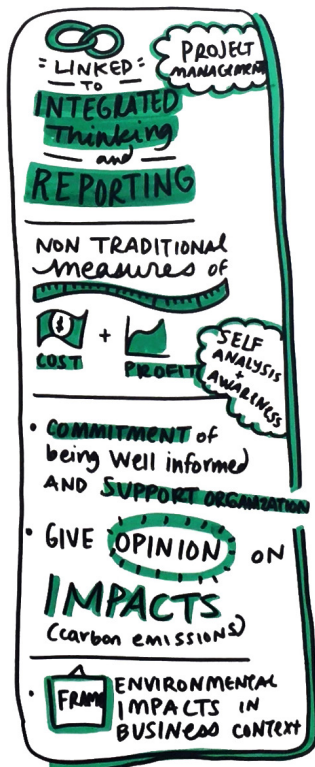 = LINKED =
TO
INTEGRATED
Thinking
— and —
REPORTING
PROJECT
MANAGEMENT
NON TRADITIONAL
measures of
$
COST + PROFIT
SELF
ANALYSIS
+
AWARENESS
• COMMITMENT of
being Well informed
AND SUPPORT ORGANIZATION
• GIVE OPINION ON
IMPACTS
(carbon emissions)
• FRAME ENVIRONMENTAL
IMPACTS IN
BUSINESS CONTEXT